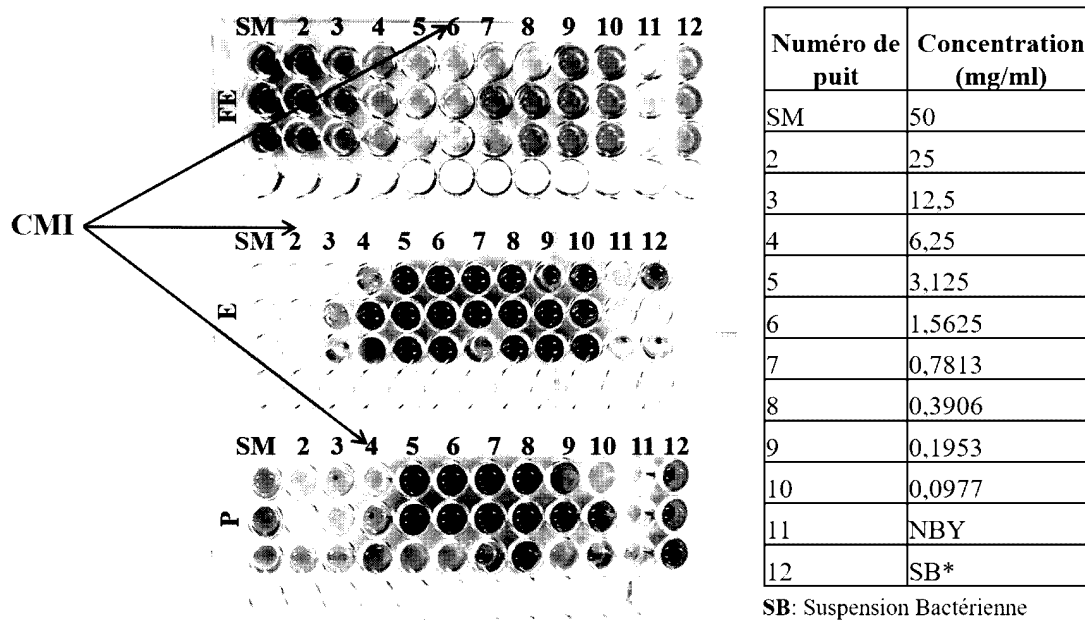 SM 2 3 4 5 6 7 8 9 10 11 12
FE
CMI
SM 2 3 4 5 6 7 8 9 10 11 12
E
SM 2 3 4 5 6 7 8 9 10 11 12
P
Numéro de puit Concentration (mg/ml)
SM 50
2 25
3 12,5
4 6,25
5 3,125
6 1,5625
7 0,7813
8 0,3906
9 0,1953
10 0,0977
11 NBY
12 SB*
SB: Suspension Bactérienne